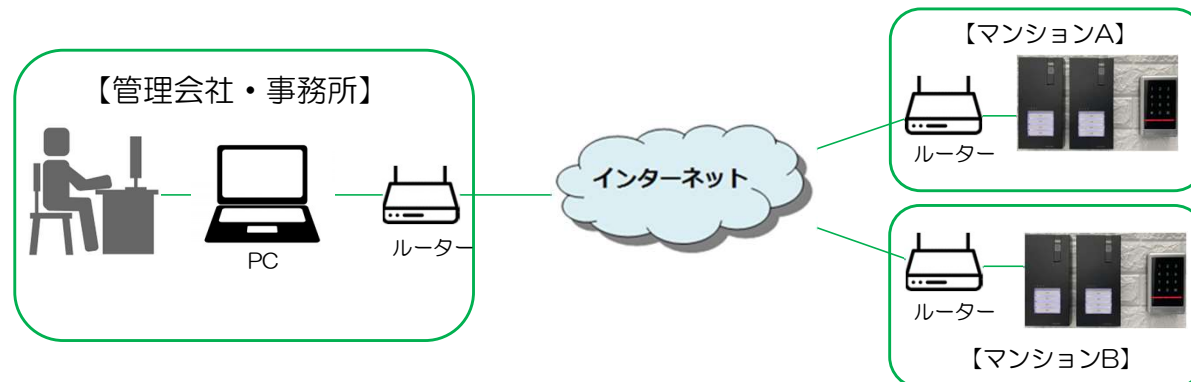 【管理会社・事務所】
PC
ルーター
インターネット
【マンションA】
ルーター
ルーター
【マンションB】